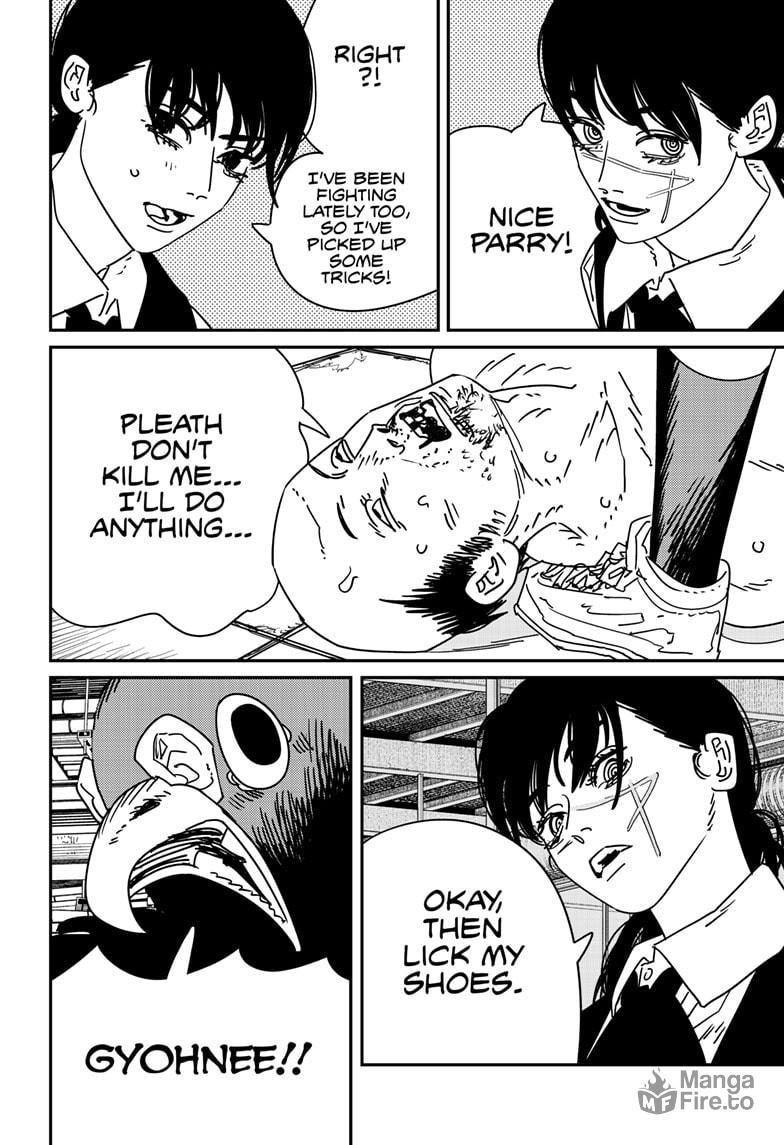 NICE
PARRY!
RIGHT
?!
I'VE BEEN
FIGHTING
LATELY TOO,
SO I'VE
PICKED UP
SOME
TRICKS!
PLEATH
DON'T
KILL ME...
I'LL DO
ANYTHING...
OKAY,
THEN
LICK MY
SHOES.
GYOHNEE!!
MF
Manga
Fire.to